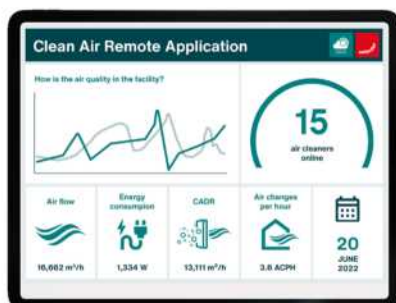 Clean Air Remote Application
How is the air quality in the facility?
15
air cleaners
online
Air flow
16,662 m³/h
Energy
consumpion
1,334 W
CADR
13,111 m³/h
Air changes
per hour
3.6 ACPH
20
JUNE
2022